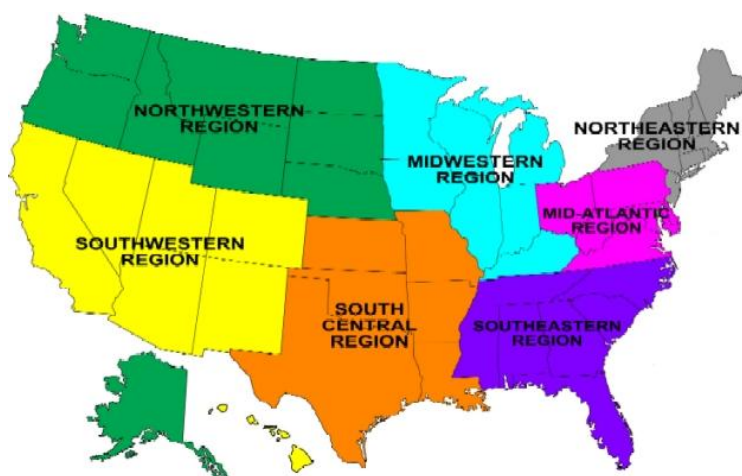 NORTHWESTERN
REGION
MIDWESTERN
REGION
NORTHEASTERN
REGION
MID-ATLANTIC
REGION
SOUTHWESTERN
REGION
SOUTH
CENTRAL
REGION
SOUTHEASTERN
REGION